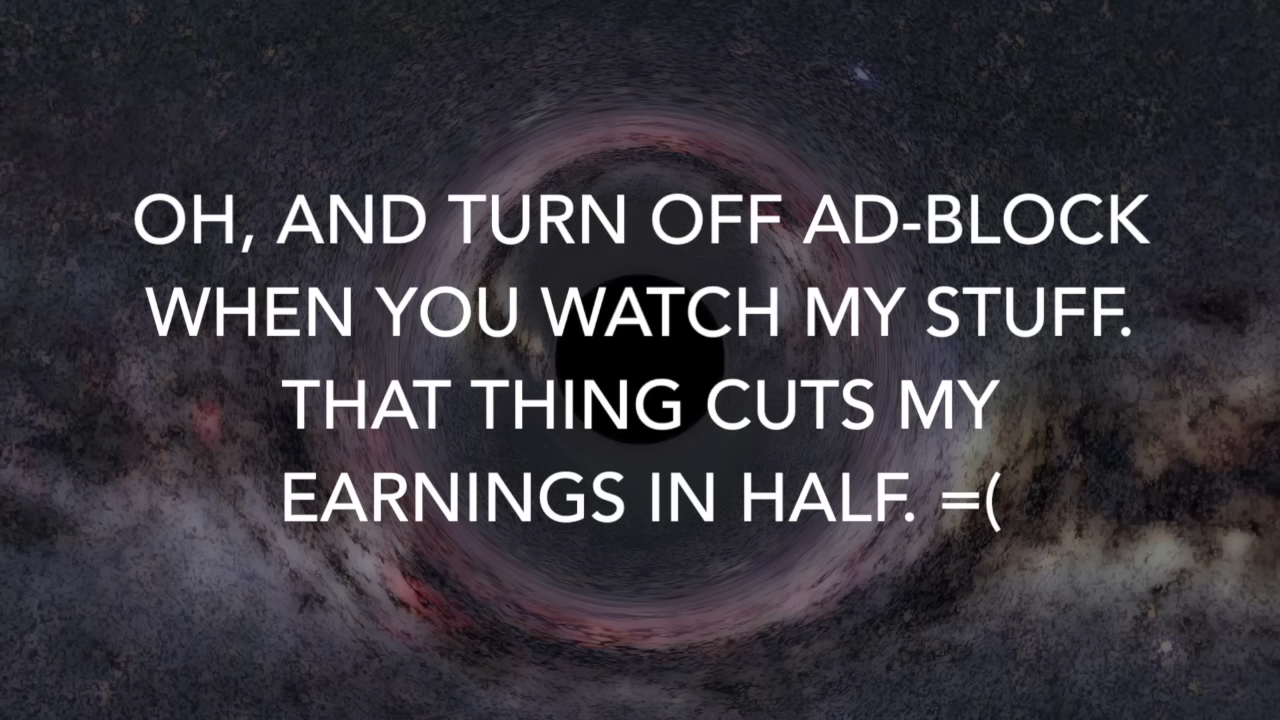 OH, AND TURN OFF AD-BLOCK
WHEN YOU WATCH MY STUFF.
THAT THING CUTS MY
EARNINGS IN HALF. =(